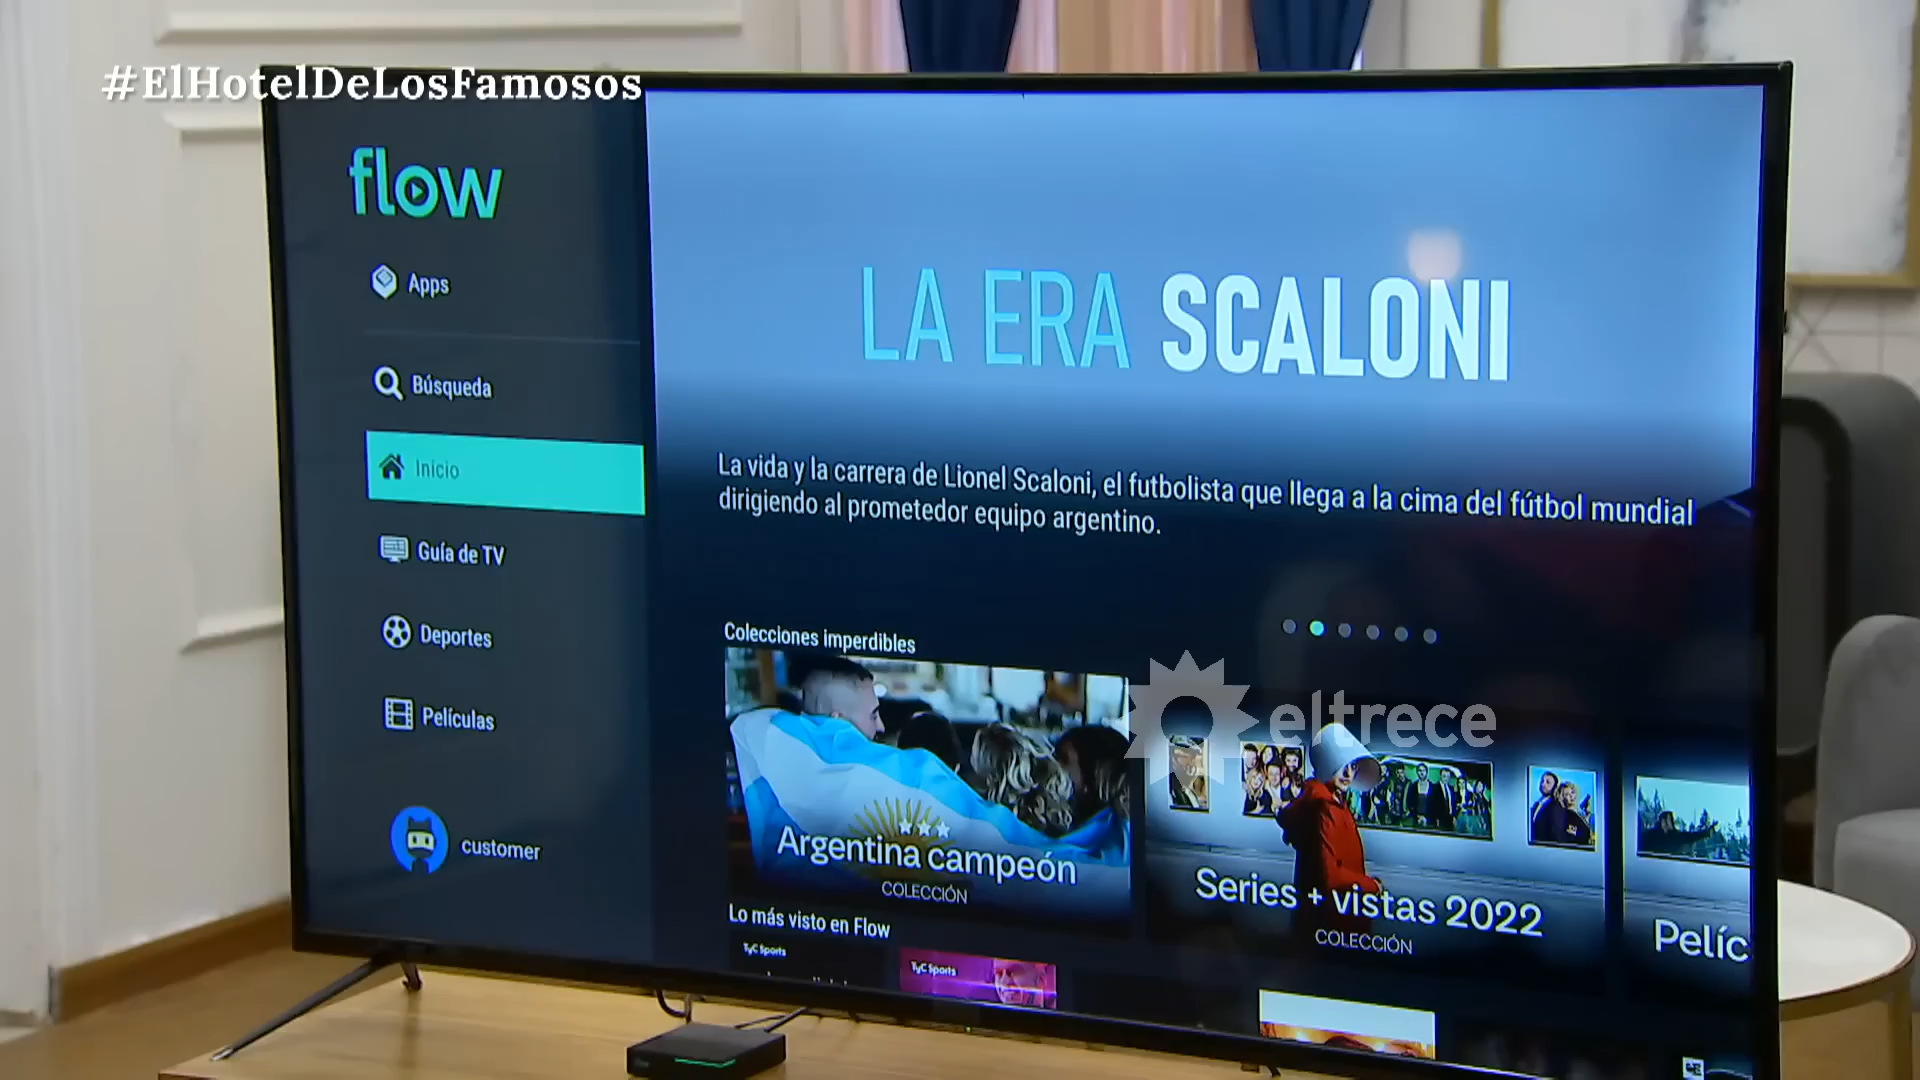 #ElHotelDeLosFamosos
flow
Apps
Búsqueda
Inicio
Guía de TV
Deportes
Películas
customer
LA ERA SCALONI
La vida y la carrera de Lionel Scaloni, el futbolista que llega a la cima del fútbol mundial
dirigiendo al prometedor equipo argentino.
Colecciones imperdibles
eltrece
Argentina campeón
COLECCIÓN
Series + vistas 2022
COLECCIÓN
Pelíc
Lo más visto en Flow
TyC Sports
TyC Sports